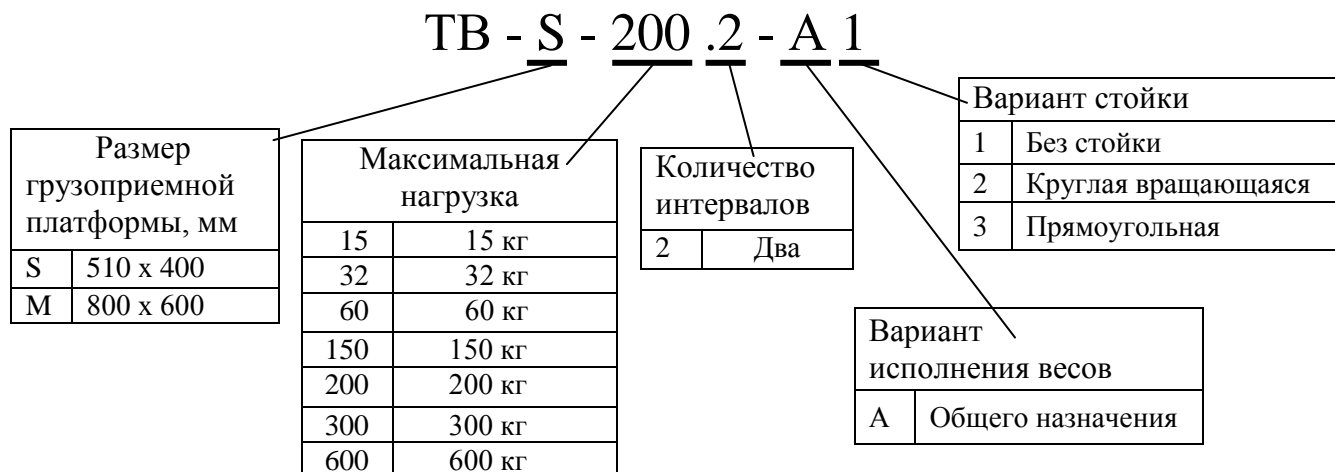 ТВ - S - 200 .2 - А 1
Размер
грузоприемной
платформы, мм
S 510 х 400
M 800 х 600
Максимальная
нагрузка
15 15 кг
32 32 кг
60 60 кг
150 150 кг
200 200 кг
300 300 кг
600 600 кг
Количество
интервалов
2 Два
Вариант
исполнения весов
А Общего назначения
Вариант стойки
1 Без стойки
2 Круглая вращающаяся
3 Прямоугольная